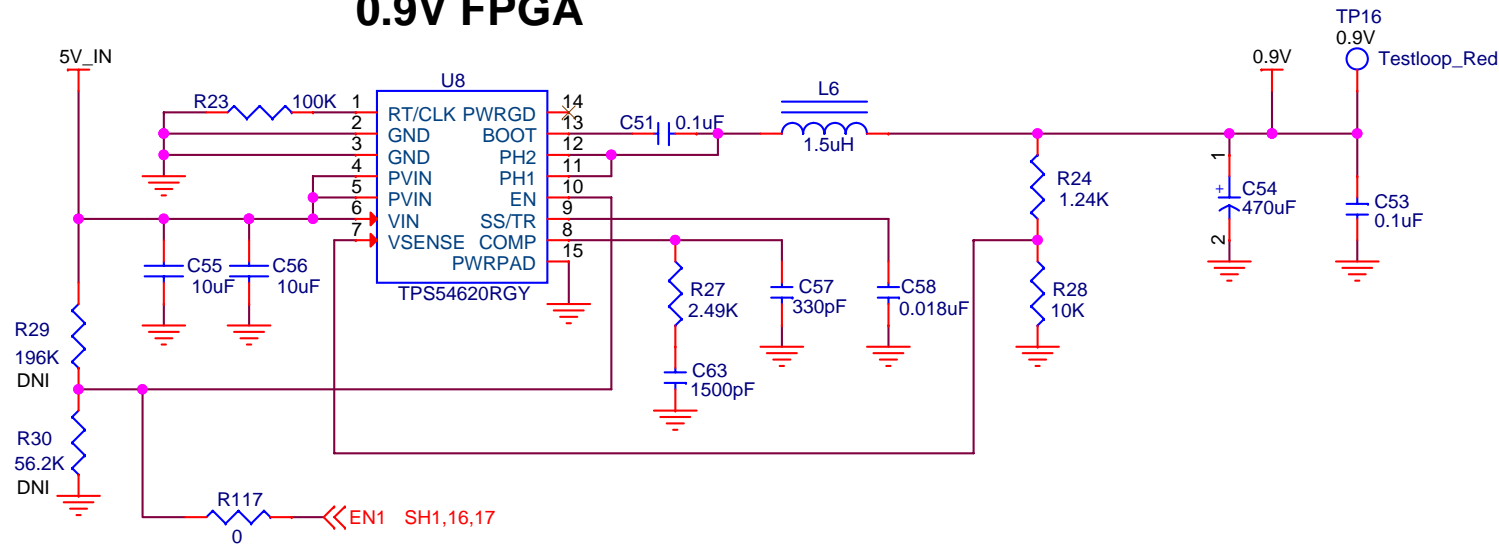 0.9V FPGA
TP16
0.9V
Testloop_Red
5V_IN
0.9V
U8
R23
100K
1
RT/CLK
PWRGD
14
2
GND
BOOT
13
3
GND
PH2
12
4
PVIN
PH1
11
5
PVIN
EN
10
6
VIN
SS/TR
9
7
VSENSE
COMP
8
PWRPAD
15
TPS54620RGY
C51
0.1uF
L6
1.5uH
R24
1.24K
1
+
C54
470uF
2
C53
0.1uF
C55
10uF
C56
10uF
R27
2.49K
C57
330pF
C58
0.018uF
R28
10K
R29
196K
DNI
C63
1500pF
R30
56.2K
DNI
R117
0
EN1
SH1,16,17